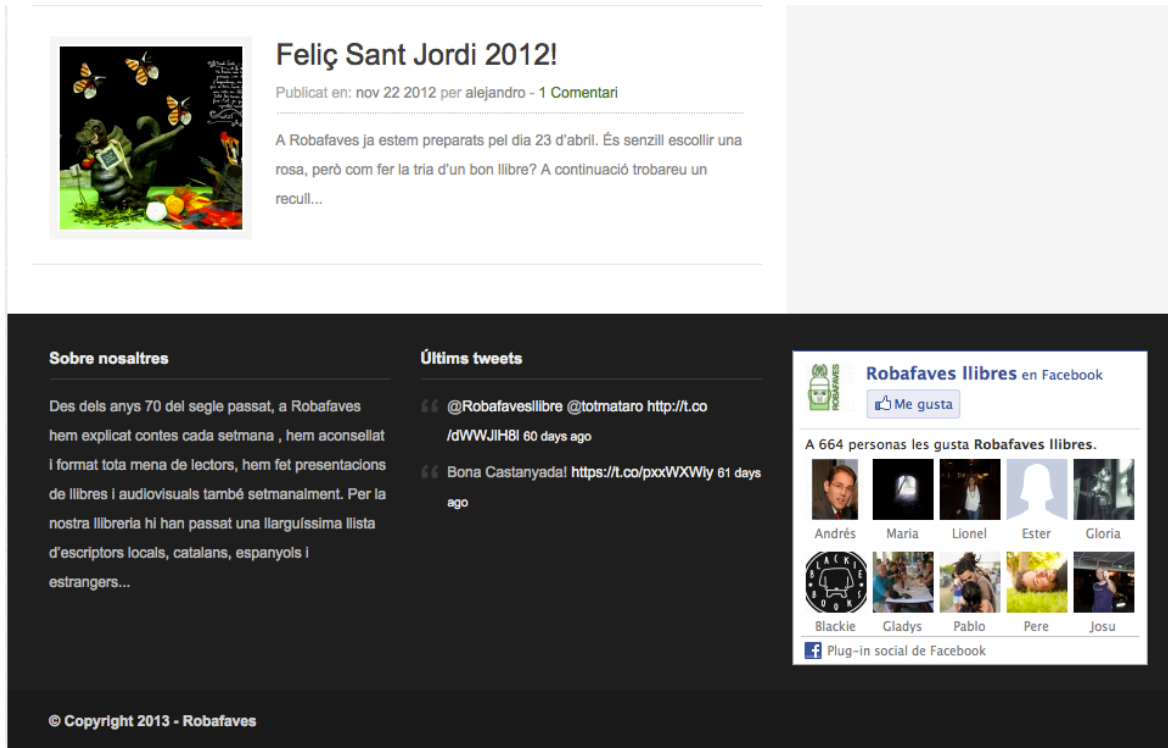 Feliç Sant Jordi 2012!
Publicat en: nov 22 2012 per alejandro - 1 Comentari
A Robafaves ja estem preparats pel dia 23 d'abril. És senzill escollir una
rosa, però com fer la tria d'un bon llibre? A continuació trobareu un
recull...
Sobre nosaltres
Des dels anys 70 del segle passat, a Robafaves
hem explicat contes cada setmana , hem aconsellat
i format tota mena de lectors, hem fet presentacions
de llibres i audiovisuals també setmanalment. Per la
nostra llibreria hi han passat una llarguíssima llista
d'escriptors locals, catalans, espanyols i
estrangers...
Últims tweets
@Robafavesllibre @totmataro http://t.co
/dWWJlH8l 60 days ago
Bona Castanyada! https://t.co/pxxWXWiy 61 days
ago
ROBAFAVES
Robafaves llibres en Facebook
Me gusta
A 664 personas les gusta Robafaves llibres.
Andrés Maria Lionel Ester Gloria
BLACKIE BOOKS
Blackie Gladys Pablo Pere Josu
Plug-in social de Facebook
© Copyright 2013 - Robafaves